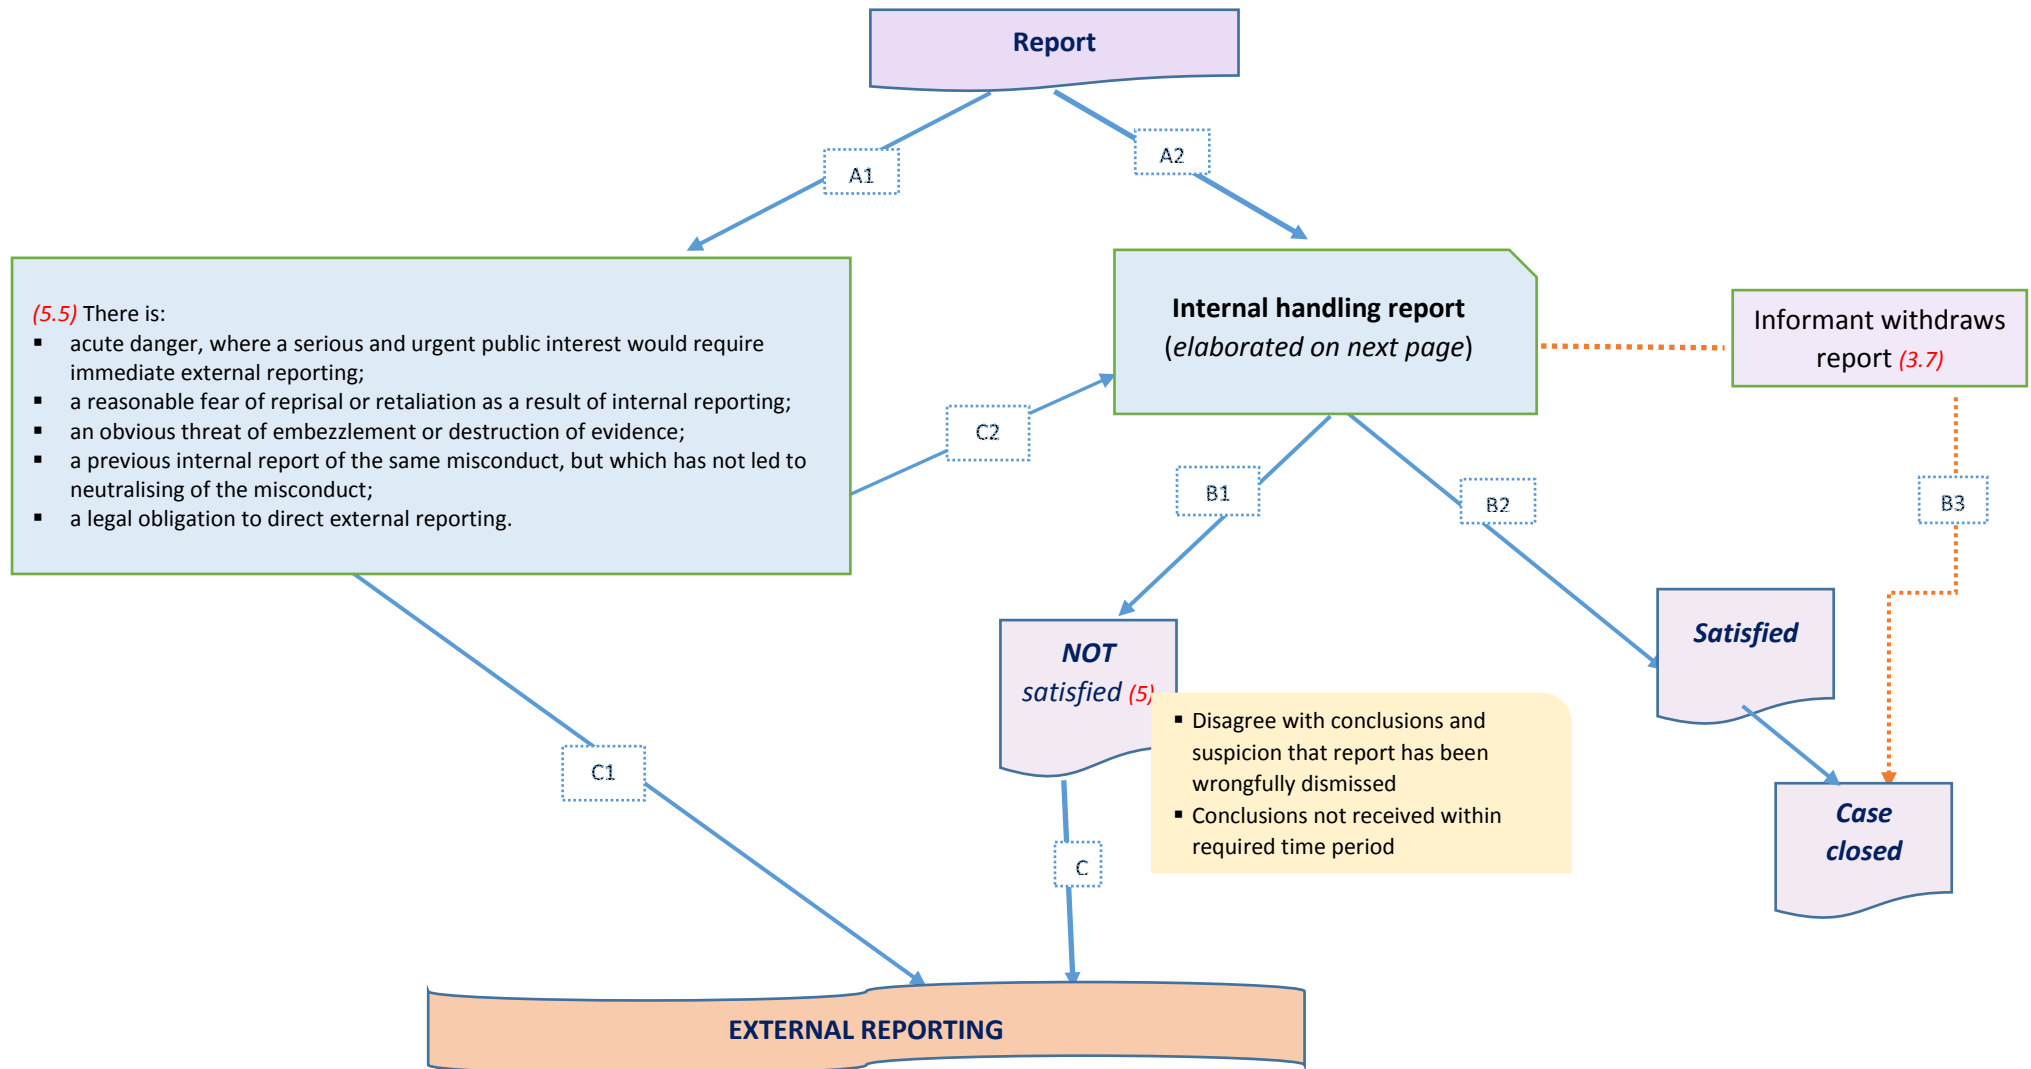 Report
A1
A2
(5.5) There is:
▪ acute danger, where a serious and urgent public interest would require
immediate external reporting;
▪ a reasonable fear of reprisal or retaliation as a result of internal reporting;
▪ an obvious threat of embezzlement or destruction of evidence;
▪ a previous internal report of the same misconduct, but which has not led to
neutralising of the misconduct;
▪ a legal obligation to direct external reporting.
Internal handling report
(elaborated on next page)
Informant withdraws
report (3.7)
C2
B1
B2
B3
NOT
satisfied (5)
Satisfied
▪ Disagree with conclusions and
suspicion that report has been
wrongfully dismissed
▪ Conclusions not received within
required time period
C1
C
Case
closed
EXTERNAL REPORTING